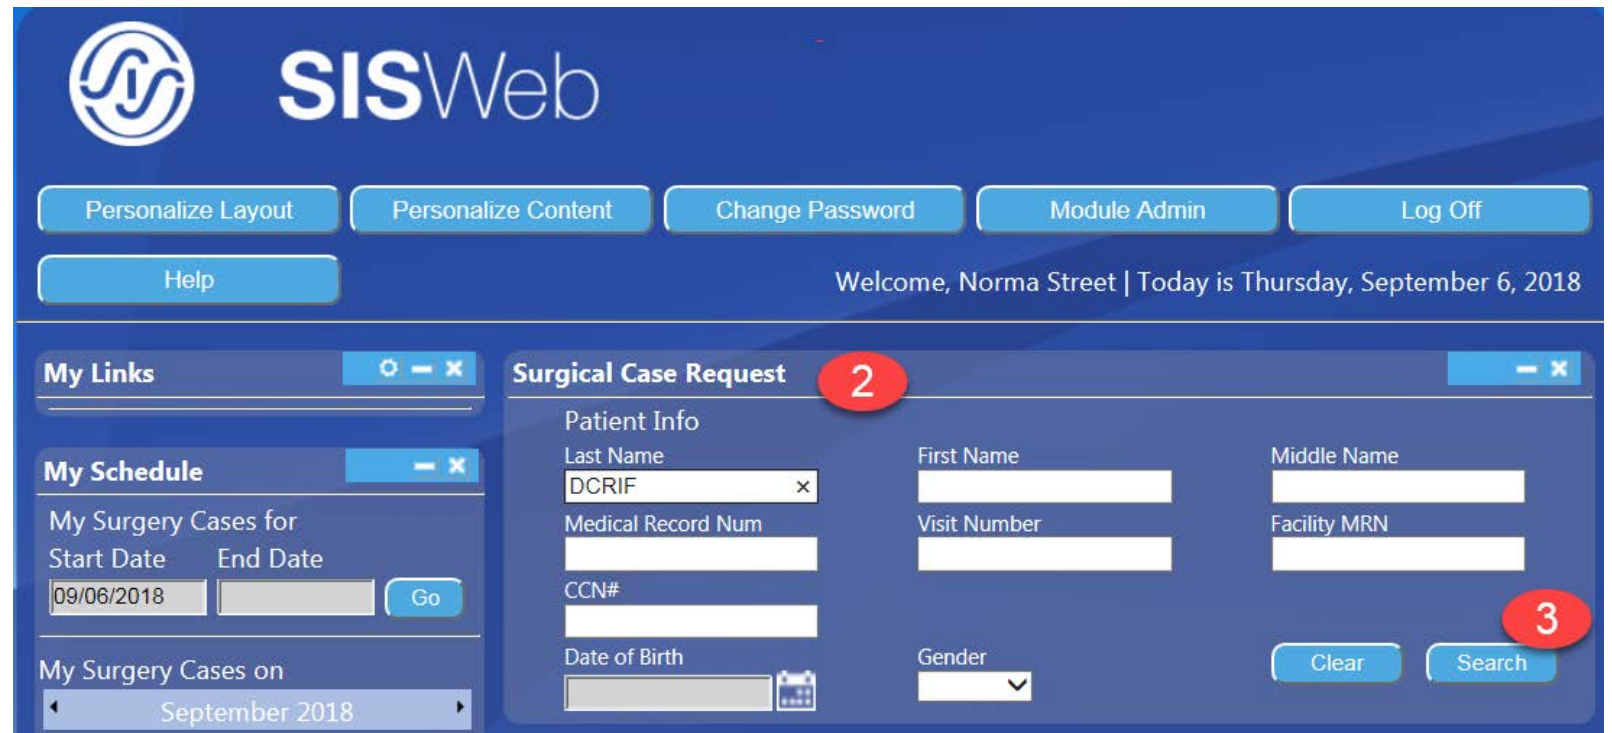 SISWeb
Personalize Layout
Personalize Content
Change Password
Module Admin
Log Off
Help
Welcome, Norma Street | Today is Thursday, September 6, 2018
My Links
My Schedule
My Surgery Cases for
Start Date End Date
09/06/2018
Go
My Surgery Cases on
September 2018
Surgical Case Request
2
Patient Info
Last Name First Name Middle Name
DCRIF ×
Medical Record Num Visit Number Facility MRN
CCN#
3
Date of Birth Gender
Clear Search